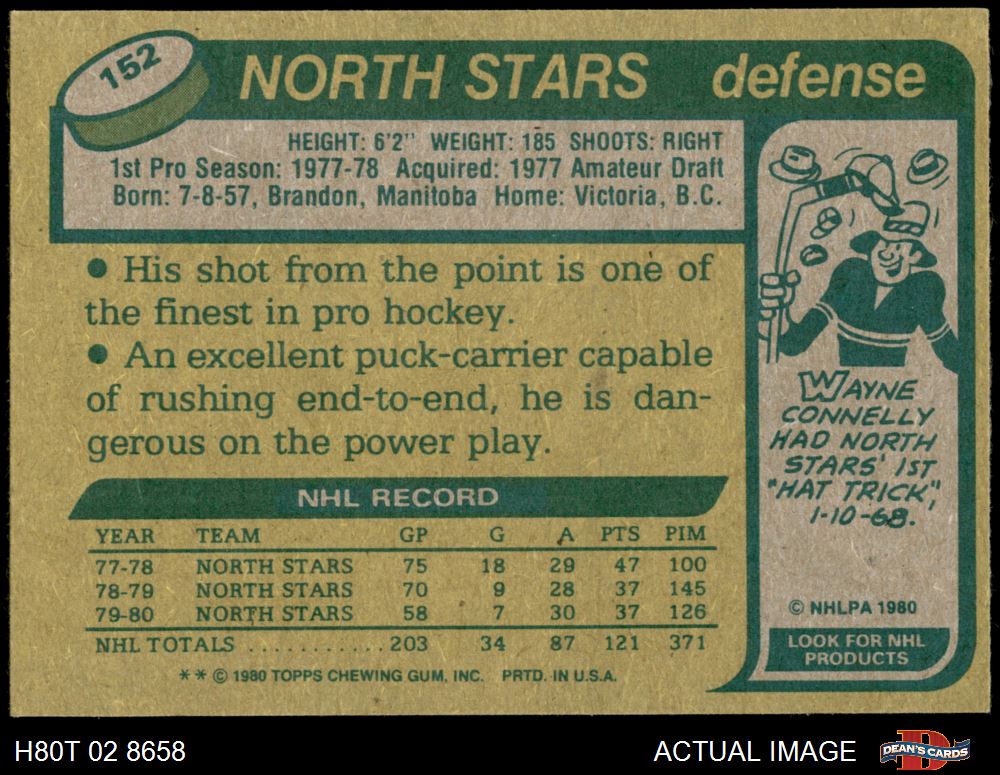 152
NORTH STARS defense
HEIGHT: 6'2" WEIGHT: 185 SHOOTS: RIGHT
1st Pro Season: 1977-78 Acquired: 1977 Amateur Draft
Born: 7-8-57, Brandon, Manitoba Home: Victoria, B.C.
● His shot from the point is one of
the finest in pro hockey.
● An excellent puck-carrier capable
of rushing end-to-end, he is dan-
gerous on the power play.
NHL RECORD
YEAR TEAM GP G A PTS PIM
77-78 NORTH STARS 75 18 29 47 100
78-79 NORTH STARS 70 9 28 37 145
79-80 NORTH STARS 58 7 30 37 126
NHL TOTALS ........... 203 34 87 121 371
** © 1980 TOPPS CHEWING GUM, INC. PRTD. IN U.S.A.
WAYNE
CONNELLY
HAD NORTH
STARS' 1ST
"HAT TRICK",
1-10-68.
© NHLPA 1980
LOOK FOR NHL
PRODUCTS
H80T 02 8658
ACTUAL IMAGE
D
DEAN'S CARDS